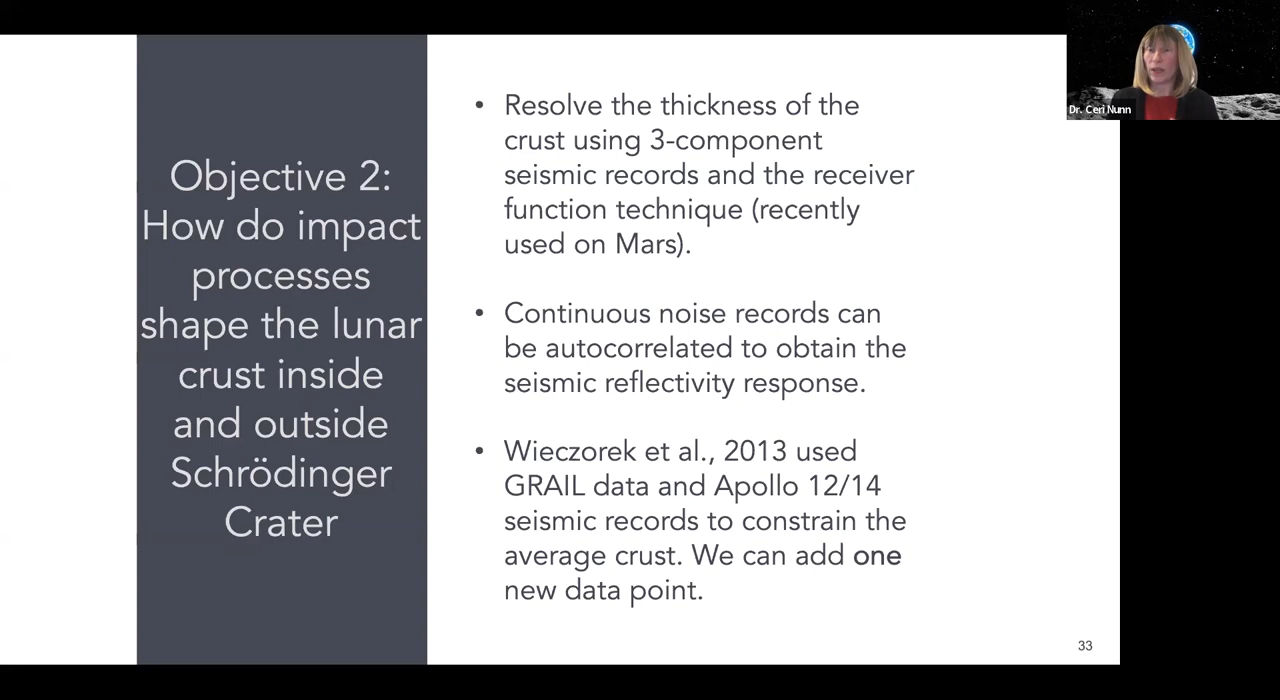 Objective 2:
How do impact
processes
shape the lunar
crust inside
and outside
Schrödinger
Crater
• Resolve the thickness of the
crust using 3-component
seismic records and the receiver
function technique (recently
used on Mars).
• Continuous noise records can
be autocorrelated to obtain the
seismic reflectivity response.
• Wieczorek et al., 2013 used
GRAIL data and Apollo 12/14
seismic records to constrain the
average crust. We can add one
new data point.
33
Dr. Ceri Nunn